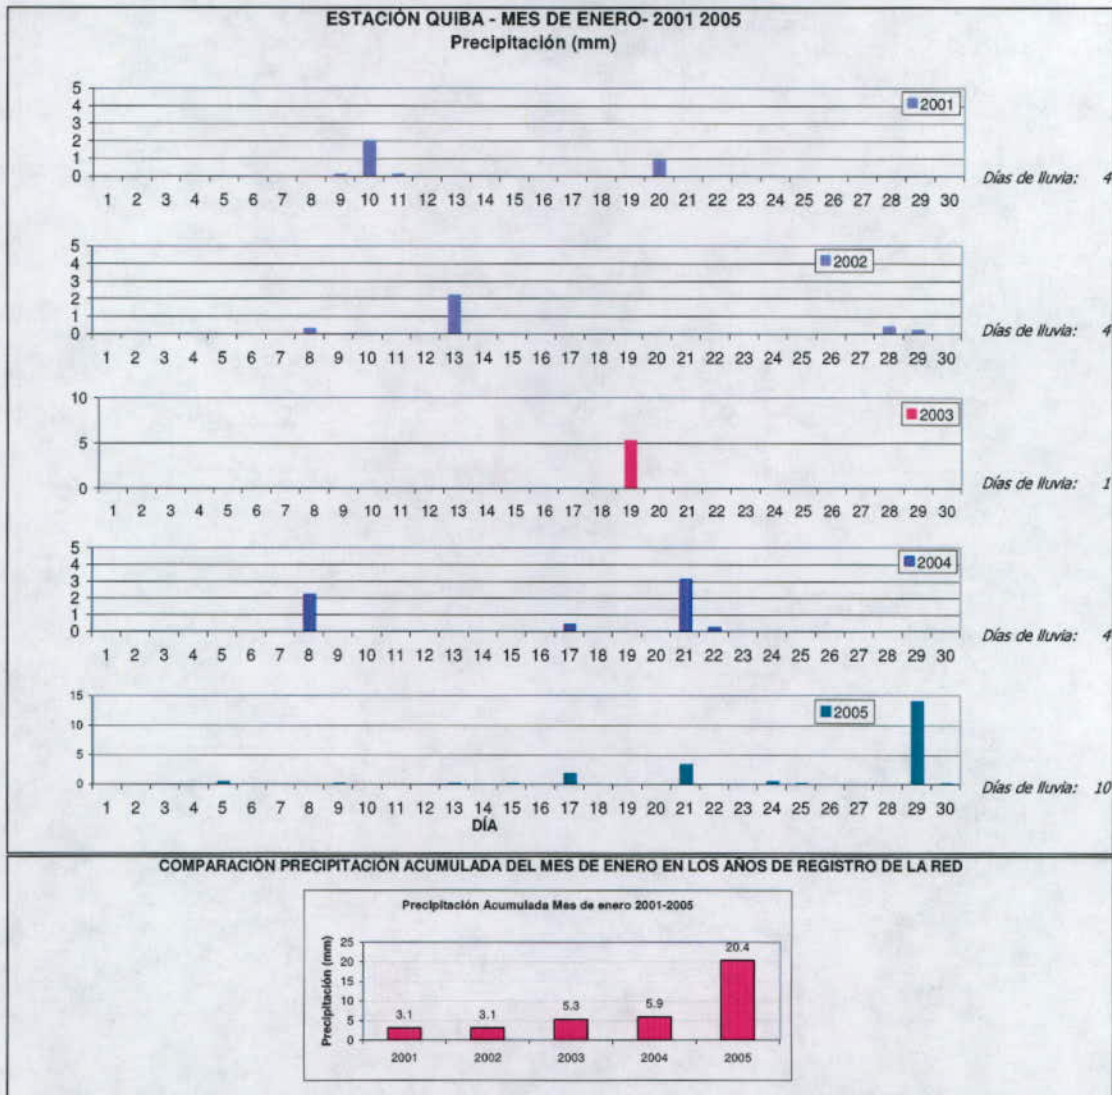 ESTACIÓN QUIBA - MES DE ENERO- 2001 2005
Precipitación (mm)
5
4
3
2
1
0
2001
1 2 3 4 5 6 7 8 9 10 11 12 13 14 15 16 17 18 19 20 21 22 23 24 25 26 27 28 29 30
Días de lluvia: 4
5
4
3
2
1
0
2002
1 2 3 4 5 6 7 8 9 10 11 12 13 14 15 16 17 18 19 20 21 22 23 24 25 26 27 28 29 30
Días de lluvia: 4
10
5
0
2003
1 2 3 4 5 6 7 8 9 10 11 12 13 14 15 16 17 18 19 20 21 22 23 24 25 26 27 28 29 30
Días de lluvia: 1
5
4
3
2
1
0
2004
1 2 3 4 5 6 7 8 9 10 11 12 13 14 15 16 17 18 19 20 21 22 23 24 25 26 27 28 29 30
Días de lluvia: 4
15
10
5
0
2005
1 2 3 4 5 6 7 8 9 10 11 12 13 14 15 16 17 18 19 20 21 22 23 24 25 26 27 28 29 30
Días de lluvia: 10
DÍA
COMPARACIÓN PRECIPITACIÓN ACUMULADA DEL MES DE ENERO EN LOS AÑOS DE REGISTRO DE LA RED
Precipitación Acumulada Mes de enero 2001-2005
Precipitación (mm)
25
20
15
10
5
0
3.1 3.1 5.3 5.9 20.4
2001 2002 2003 2004 2005